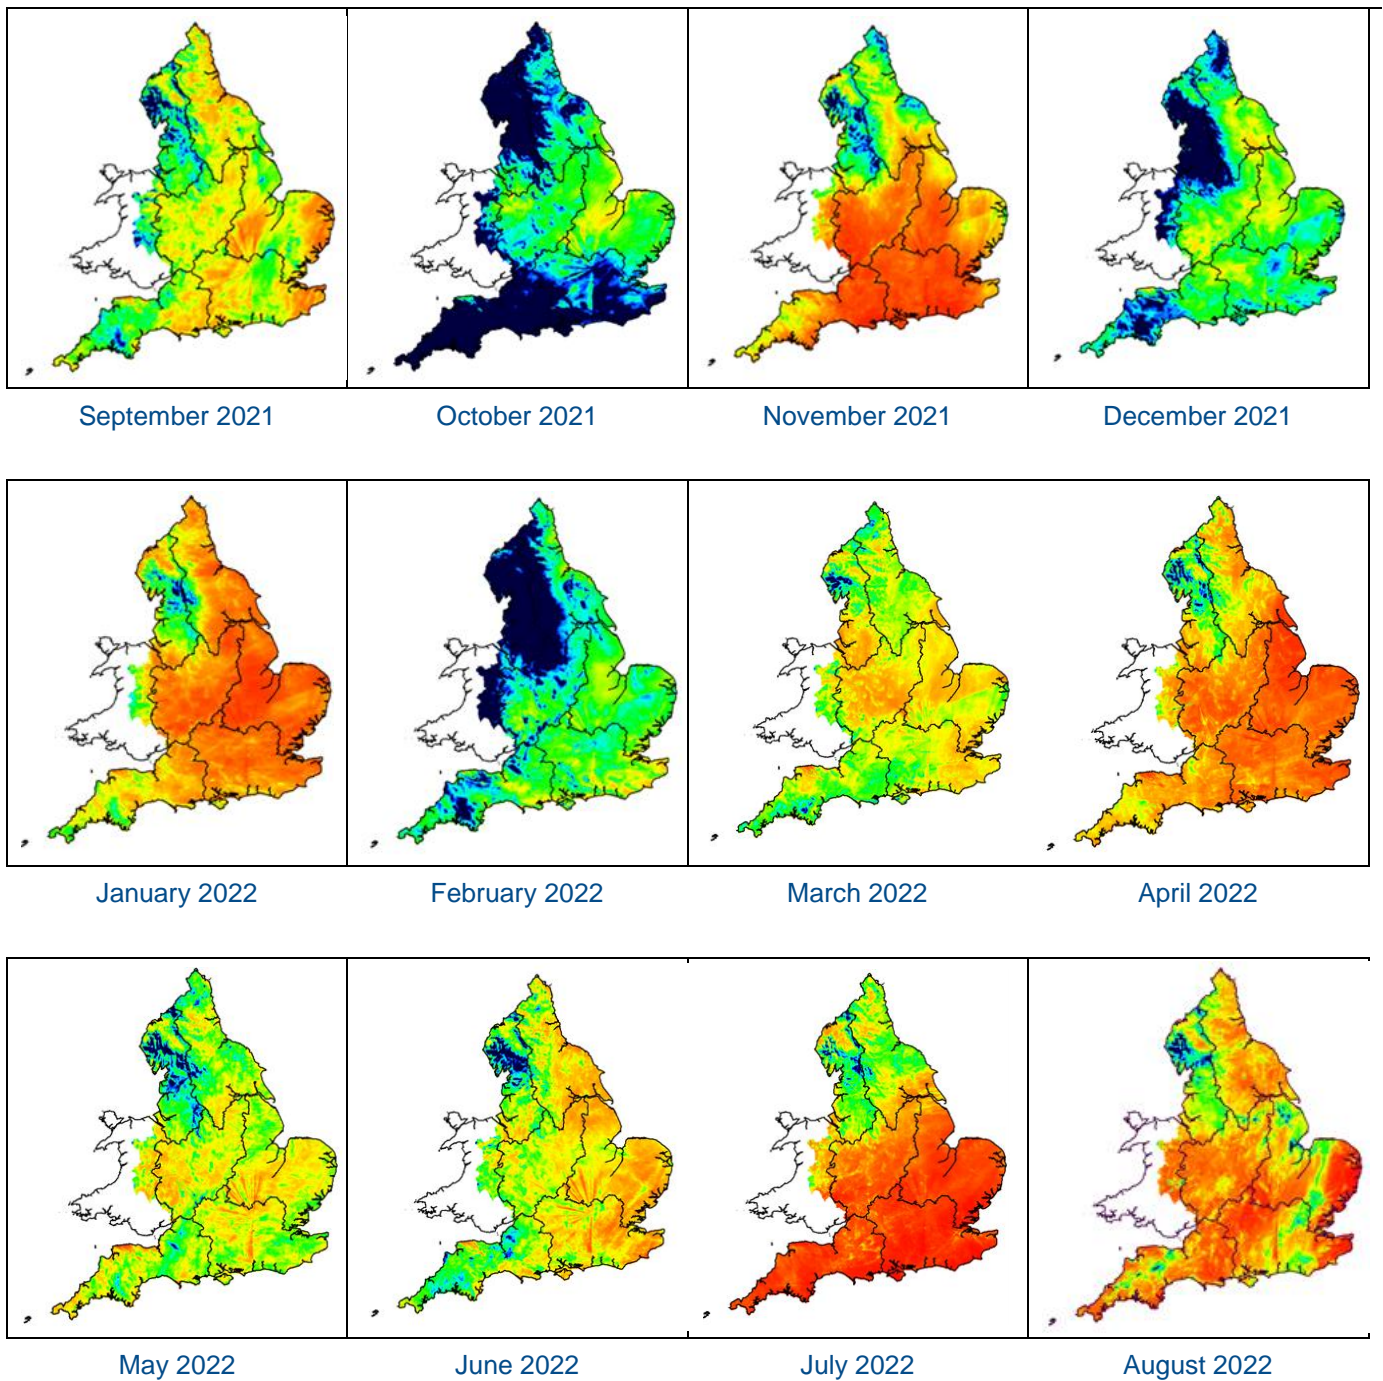 September 2021
October 2021
November 2021
December 2021
January 2022
February 2022
March 2022
April 2022
May 2022
June 2022
July 2022
August 2022